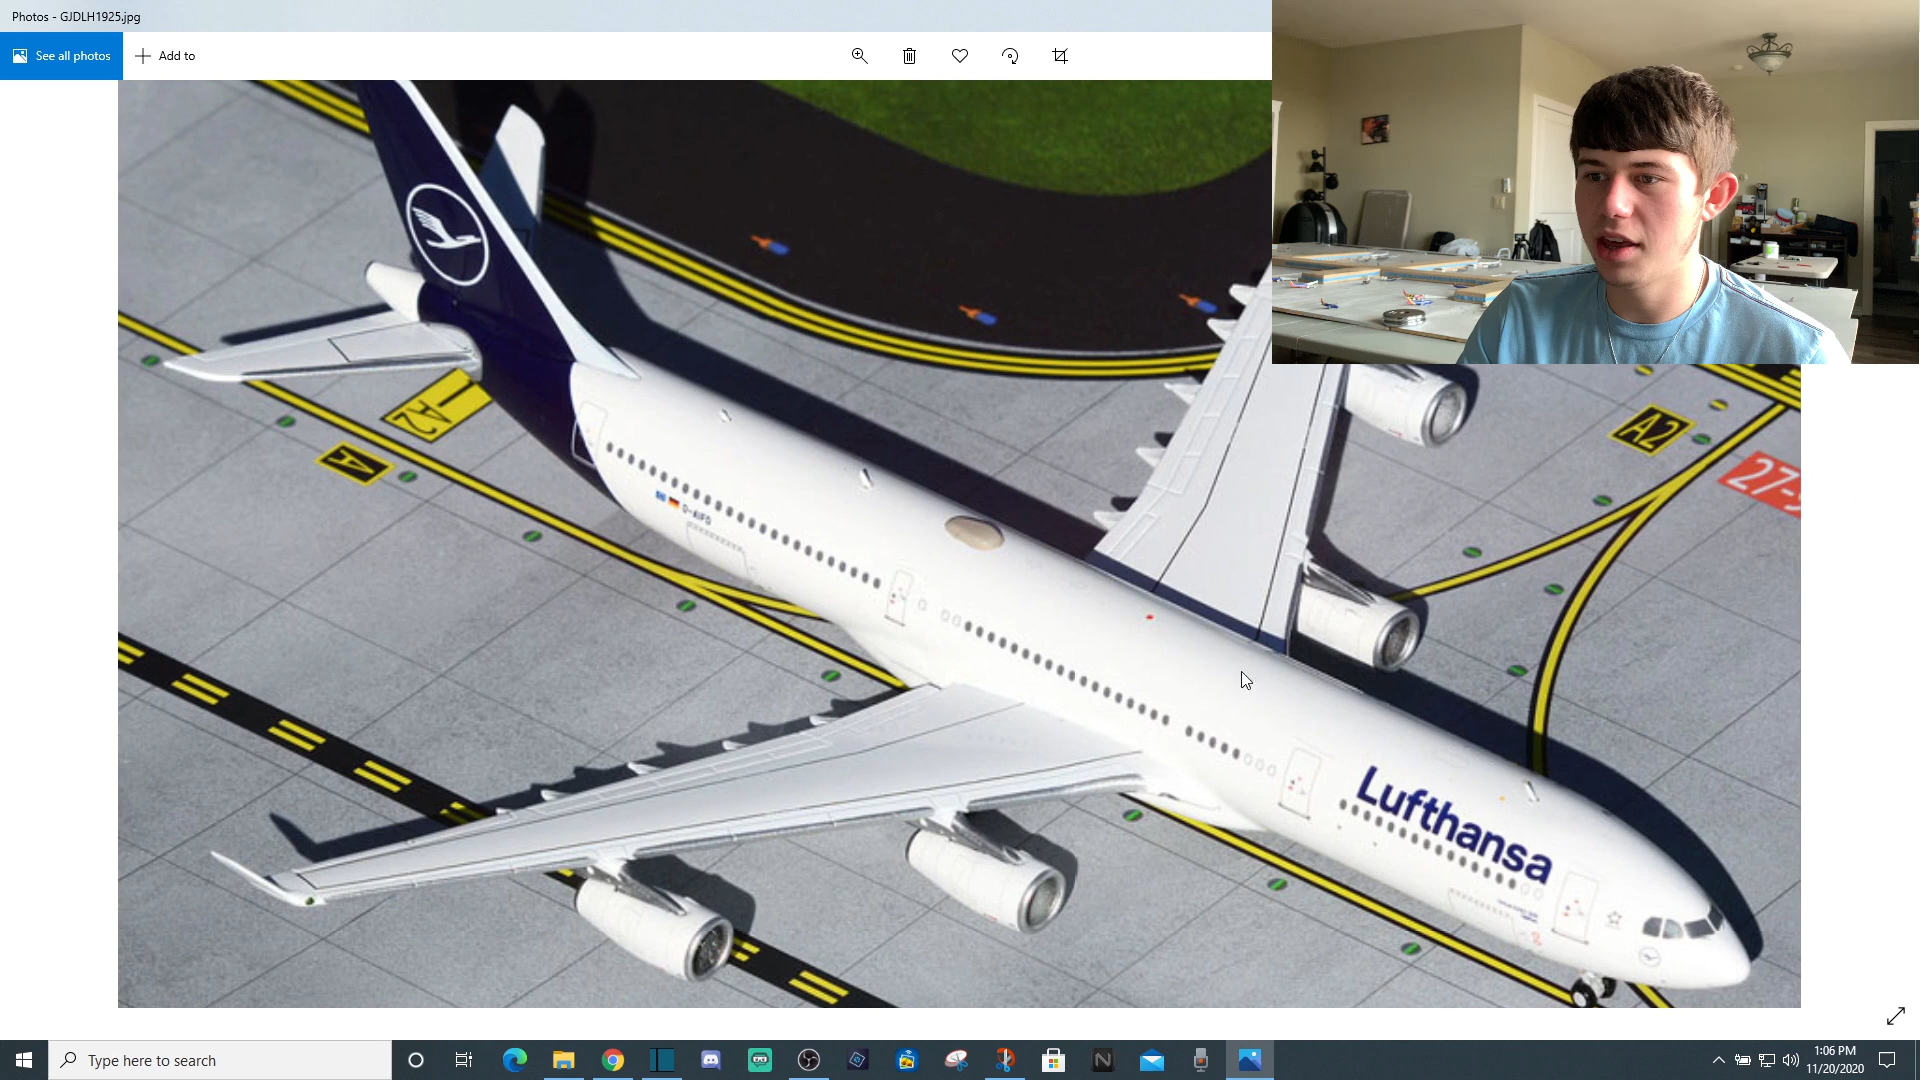 Photos - GJDLH1925.jpg
See all photos
Add to
A2
A
A2
27-
D-AIFD
Lufthansa
Type here to search
1:06 PM
11/20/2020